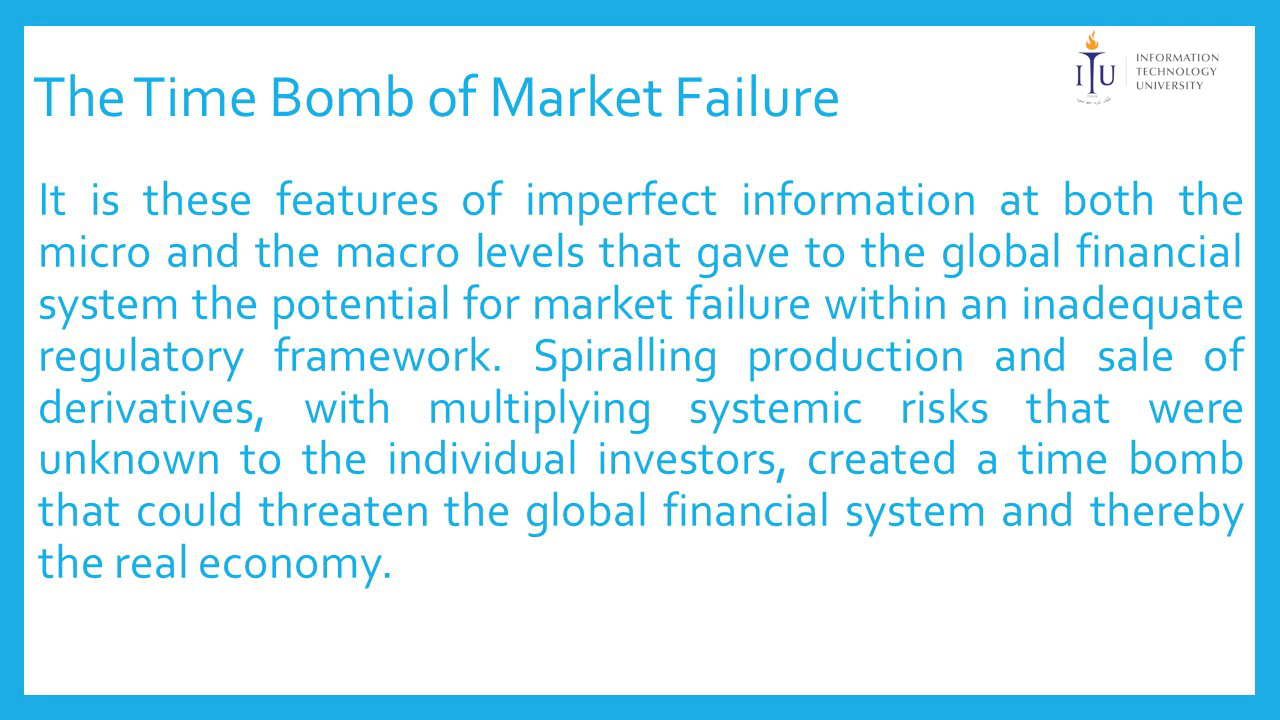 The Time Bomb of Market Failure
ITU
INFORMATION
TECHNOLOGY
UNIVERSITY
It is these features of imperfect information at both the
micro and the macro levels that gave to the global financial
system the potential for market failure within an inadequate
regulatory framework. Spiralling production and sale of
derivatives, with multiplying systemic risks that were
unknown to the individual investors, created a time bomb
that could threaten the global financial system and thereby
the real economy.